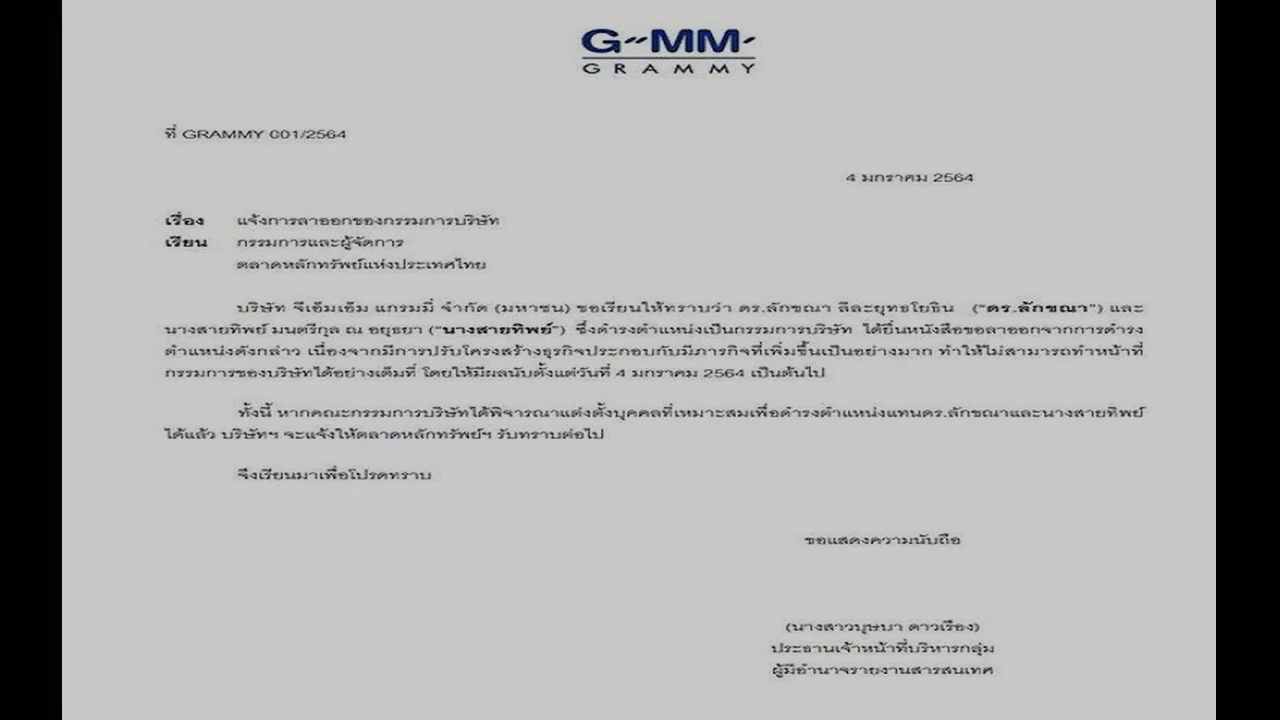 G MM
GRAMMY
ที่ GRAMMY 001/2564
4 มกราคม 2564
เรื่อง แจ้งการลาออกของกรรมการบริษัท
เรียน กรรมการและผู้จัดการ
ตลาดหลักทรัพย์แห่งประเทศไทย
บริษัท จีเอ็มเอ็ม แกรมมี่ จำกัด (มหาชน) ขอเรียนให้ทราบว่า ดร.ลักขณา ลีละยุทธโยธิน ("ดร.ลักขณา") และ
นางสายทิพย์ มนตรีกุล ณ อยุธยา ("นางสายทิพย์") ซึ่งดำรงตำแหน่งเป็นกรรมการบริษัท ได้ยื่นหนังสือขอลาออกจากการดำรง
ตำแหน่งดังกล่าว เนื่องจากมีการปรับโครงสร้างธุรกิจประกอบกับมีภารกิจที่เพิ่มขึ้นเป็นอย่างมาก ทำให้ไม่สามารถทำหน้าที่
กรรมการของบริษัทได้อย่างเต็มที่ โดยให้มีผลนับตั้งแต่วันที่ 4 มกราคม 2564 เป็นต้นไป
ทั้งนี้ หากคณะกรรมการบริษัทได้พิจารณาแต่งตั้งบุคคลที่เหมาะสมเพื่อดำรงตำแหน่งแทนดร.ลักขณาและนางสายทิพย์
ได้แล้ว บริษัทฯ จะแจ้งให้ตลาดหลักทรัพย์ฯ รับทราบต่อไป
จึงเรียนมาเพื่อโปรดทราบ
ขอแสดงความนับถือ
(นางสาวบุษบา ดาวเรือง)
ประธานเจ้าหน้าที่บริหารกลุ่ม
ผู้มีอำนาจรายงานสารสนเทศ